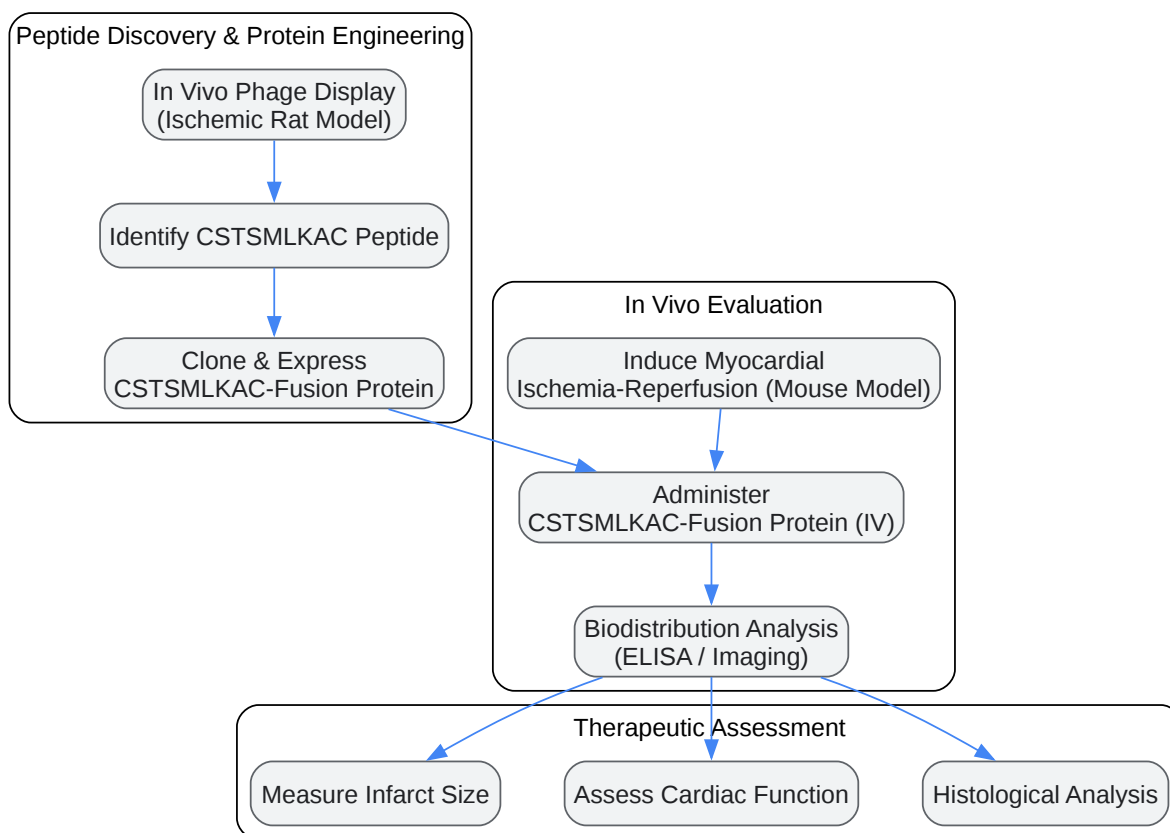 Peptide Discovery & Protein Engineering
In Vivo Phage Display
(Ischemic Rat Model)
Identify CSTSMLKAC Peptide
Clone & Express
CSTSMLKAC-Fusion Protein
In Vivo Evaluation
Induce Myocardial
Ischemia-Reperfusion (Mouse Model)
Administer
CSTSMLKAC-Fusion Protein (IV)
Biodistribution Analysis
(ELISA / Imaging)
Therapeutic Assessment
Measure Infarct Size
Assess Cardiac Function
Histological Analysis